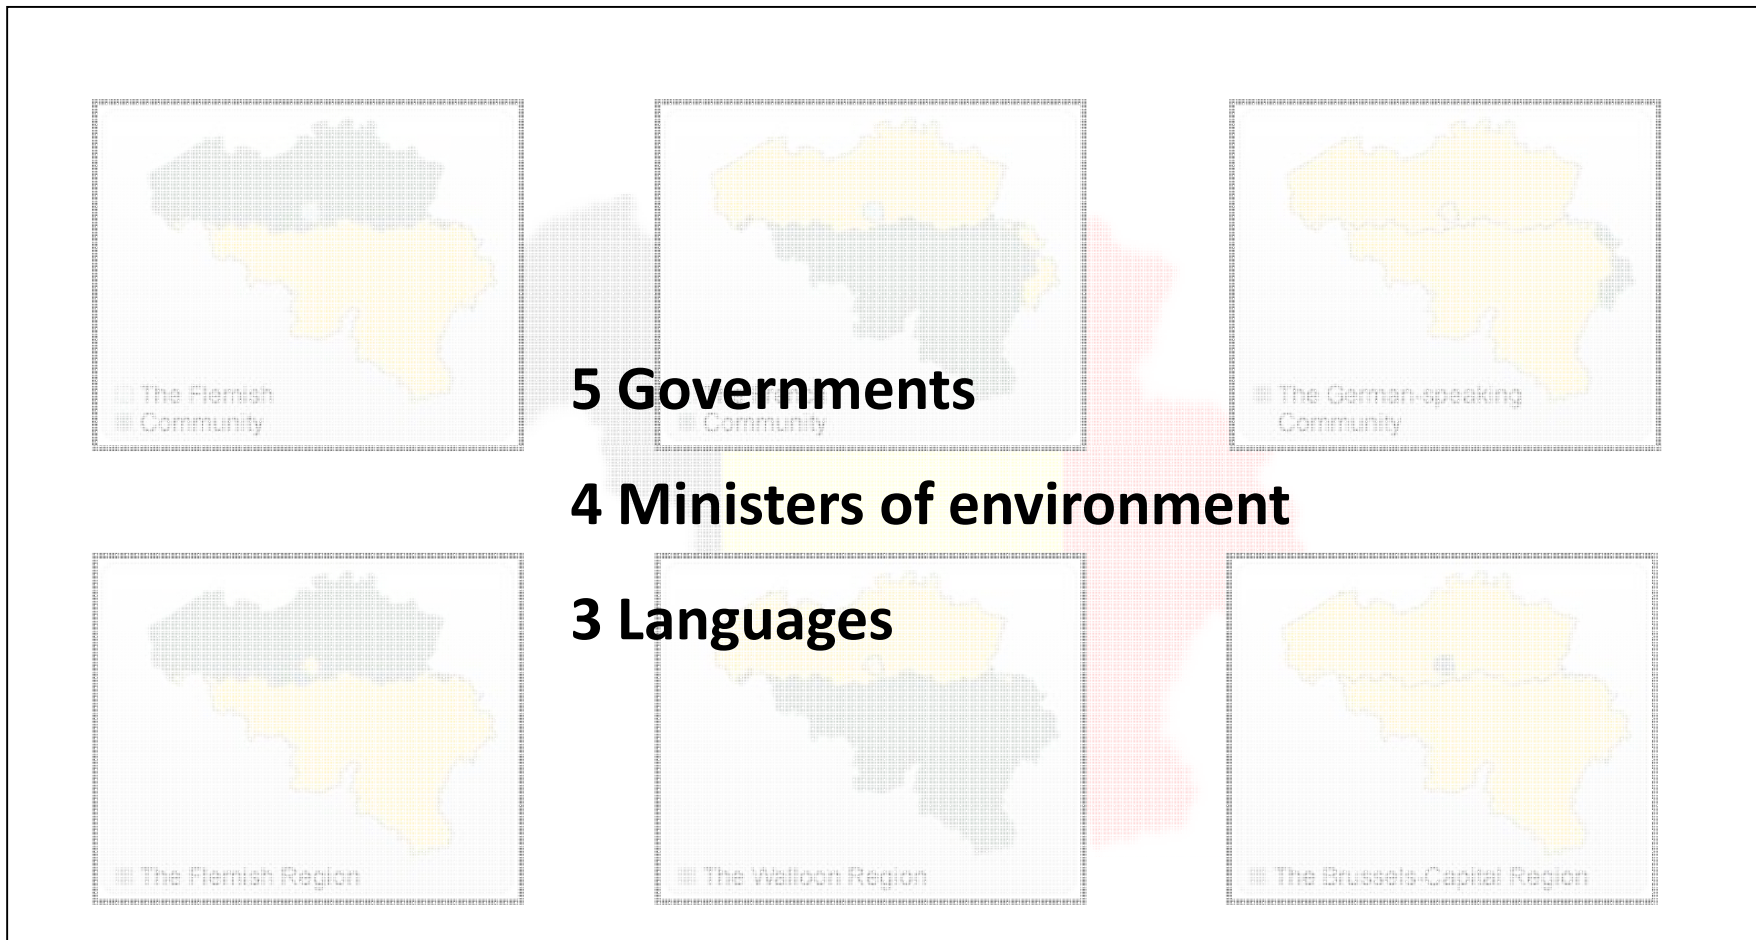 The Flemish
Community
Community
The German-speaking
Community
5 Governments
4 Ministers of environment
3 Languages
The Flemish Region
The Walloon Region
The Brussels-Capital Region